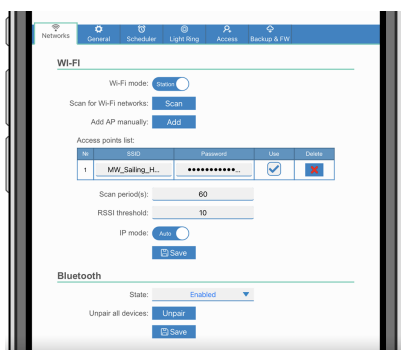 Networks General Scheduler Light Ring Access Backup & FW
WI-FI
Wi-Fi mode: Station
Scan for Wi-Fi networks: Scan
Add AP manually: Add
Access points list:
Nr SSID Password Use Delete
1 MW_Sailing_H... •••••••••••...
Scan period(s): 60
RSSI threshold: 10
IP mode: Auto
Save
Bluetooth
State: Enabled
Unpair all devices: Unpair
Save